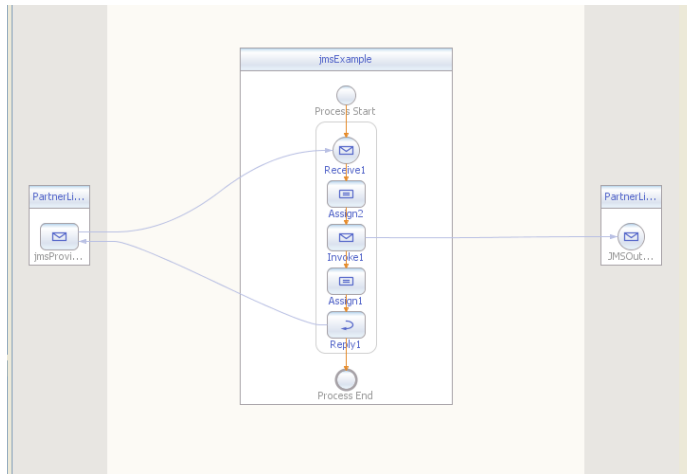 jmsExample
Process Start
Receive1
PartnerLi...
PartnerLi...
Assign2
jmsProvi...
Invoke1
JMSOut...
Assign1
Reply1
Process End